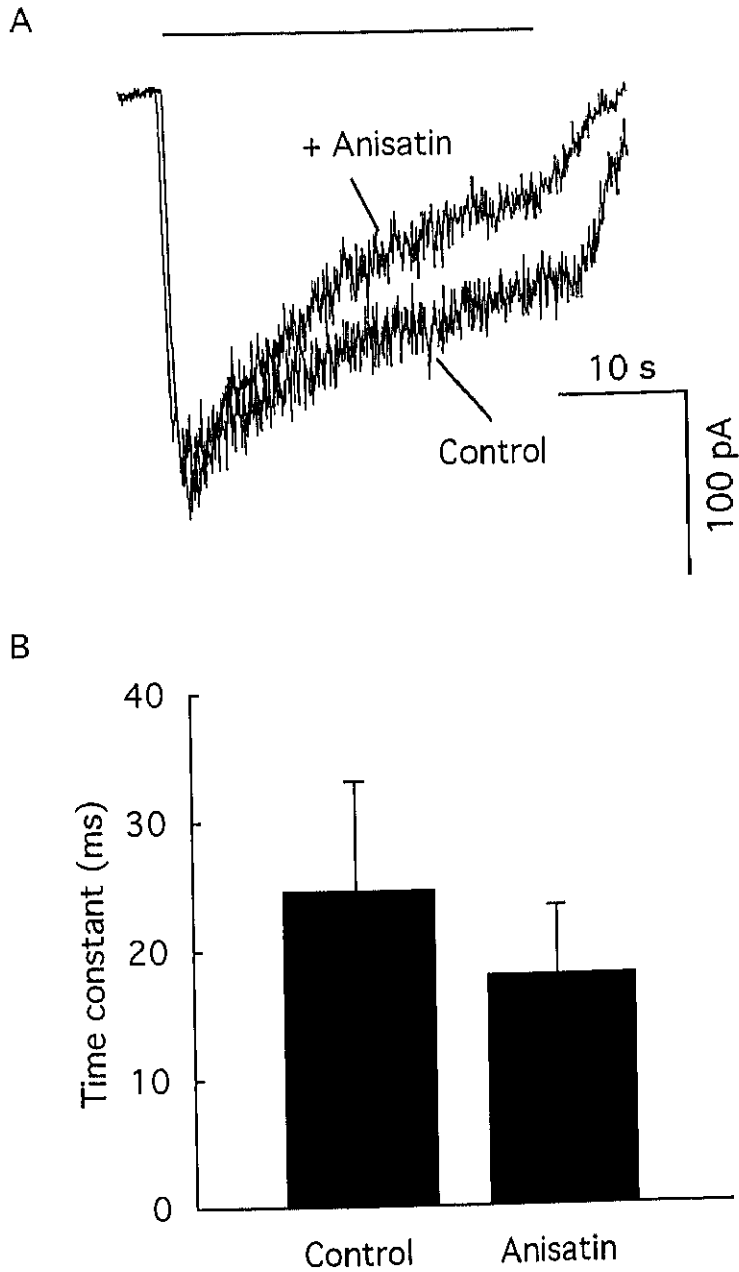 A
+ Anisatin
10 s
100 pA
Control
B
40
30
20
10
0
Time constant (ms)
Control
Anisatin